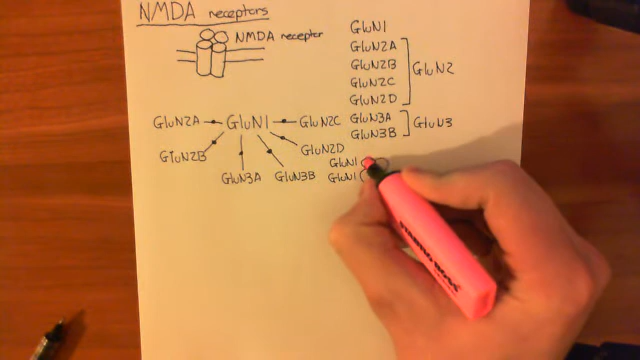 NMDA receptors
NMDA receptor
GluN1
GluN2A
GluN2B
GluN2C
GluN2D
GluN2
GluN3A
GluN3B
GluN3
GluN2A
GluN1
GluN2C
GluN2B
GluN2D
GluN3A
GluN3B
GluN1
GluN1